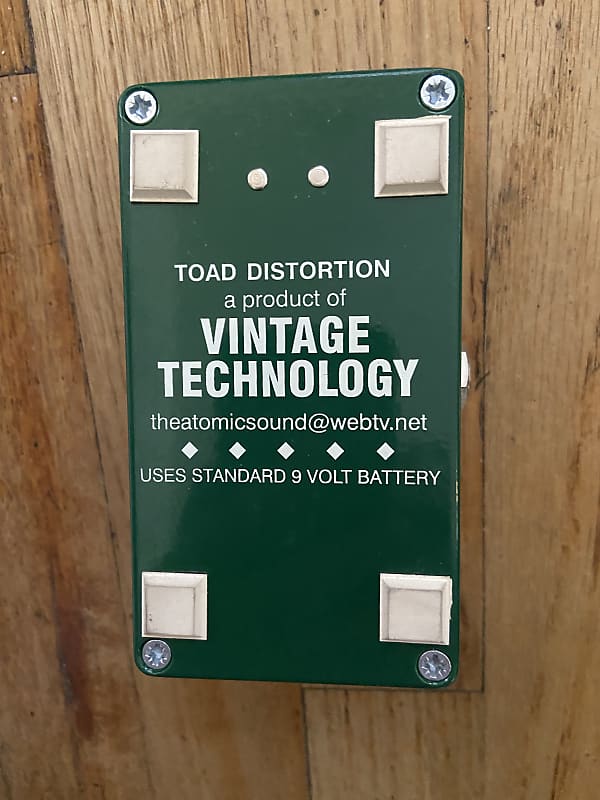 TOAD DISTORTION
a product of
VINTAGE
TECHNOLOGY
theatomicsound@webtv.net
USES STANDARD 9 VOLT BATTERY